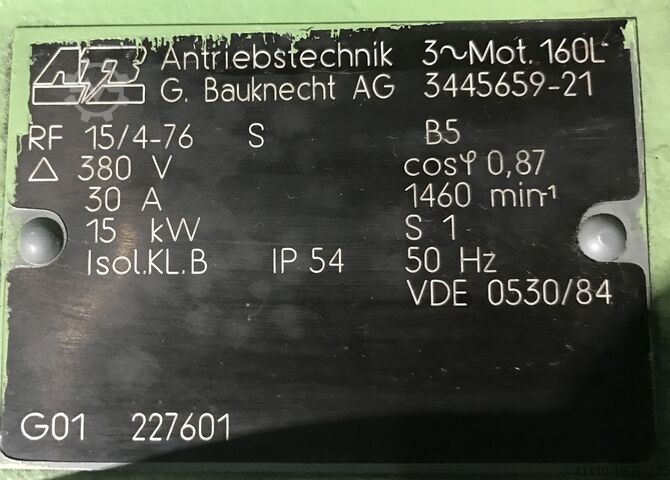 AB Antriebstechnik 3~Mot. 160L
G. Bauknecht AG 3445659-21
RF 15/4-76 S B5
△ 380 V cosφ 0,87
30 A 1460 min-1
15 kW S 1
Isol.KL.B IP 54 50 Hz
VDE 0530/84
G01 227601